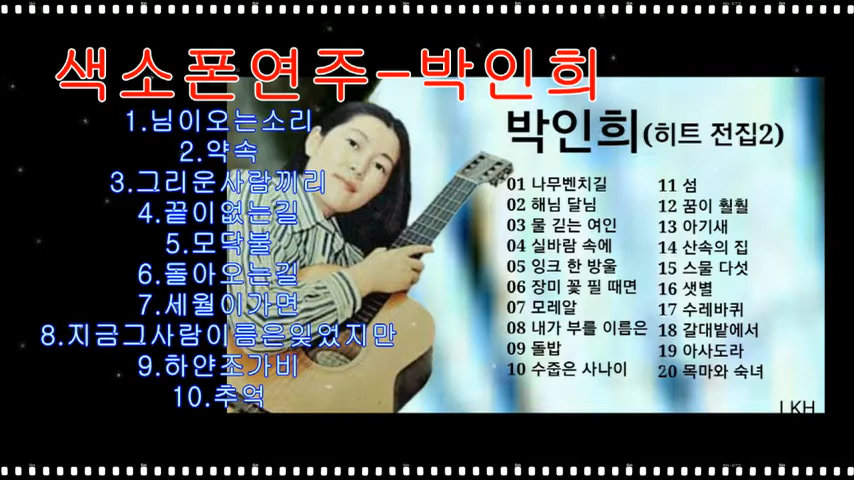 색소폰연주-박인희
1.님이오는소리
2.약속
3.그리운사람끼리
4.끝이없는길
5.모닥불
6.돌아오는길
7.세월이가면
8.지금그사람이름은잊었지만
9.하얀조가비
10.추억
박인희(히트 전집2)
01 나무벤치길
02 해님 달님
03 물 긷는 여인
04 실바람 속에
05 잉크 한 방울
06 장미 꽃 필 때면
07 모레알
08 내가 부를 이름은
09 돌밥
10 수줍은 사나이
11 섬
12 꿈이 훨훨
13 아기새
14 산속의 집
15 스물 다섯
16 샛별
17 수레바퀴
18 갈대밭에서
19 아사도라
20 목마와 숙녀
LKH